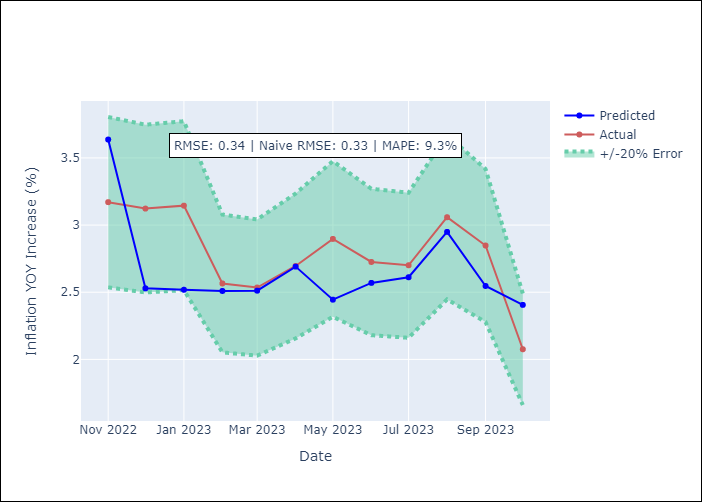 Predicted
Actual
+/-20% Error
RMSE: 0.34 | Naive RMSE: 0.33 | MAPE: 9.3%
3.5
3
2.5
2
Inflation YOY Increase (%)
Nov 2022 Jan 2023 Mar 2023 May 2023 Jul 2023 Sep 2023
Date